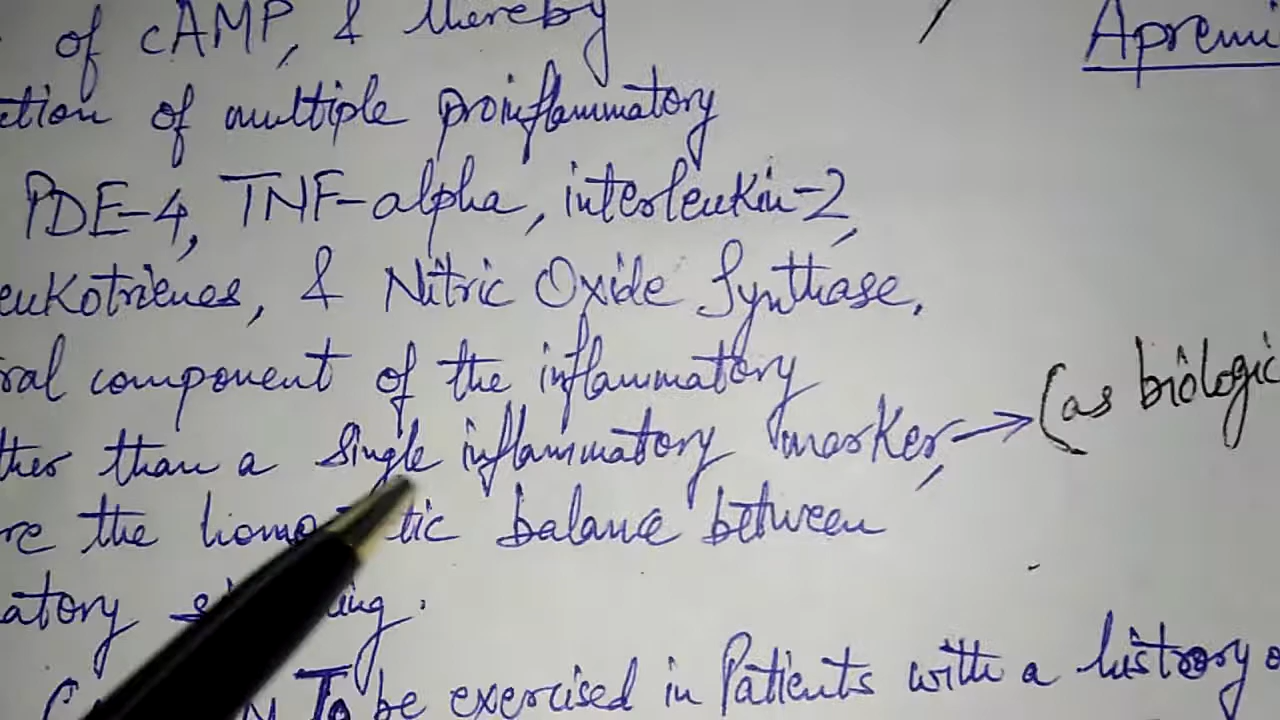 of cAMP, & thereby
Apremi
ction of multiple proinflammatory
PDE-4, TNF-alpha, interleukin-2,
eukotrienes, & Nitric Oxide Synthase,
ral component of the inflammatory
ther than a single inflammatory marker, → (as biologic
re the homo tic balance between
atory s ling.
To be exercised in Patients with a history o